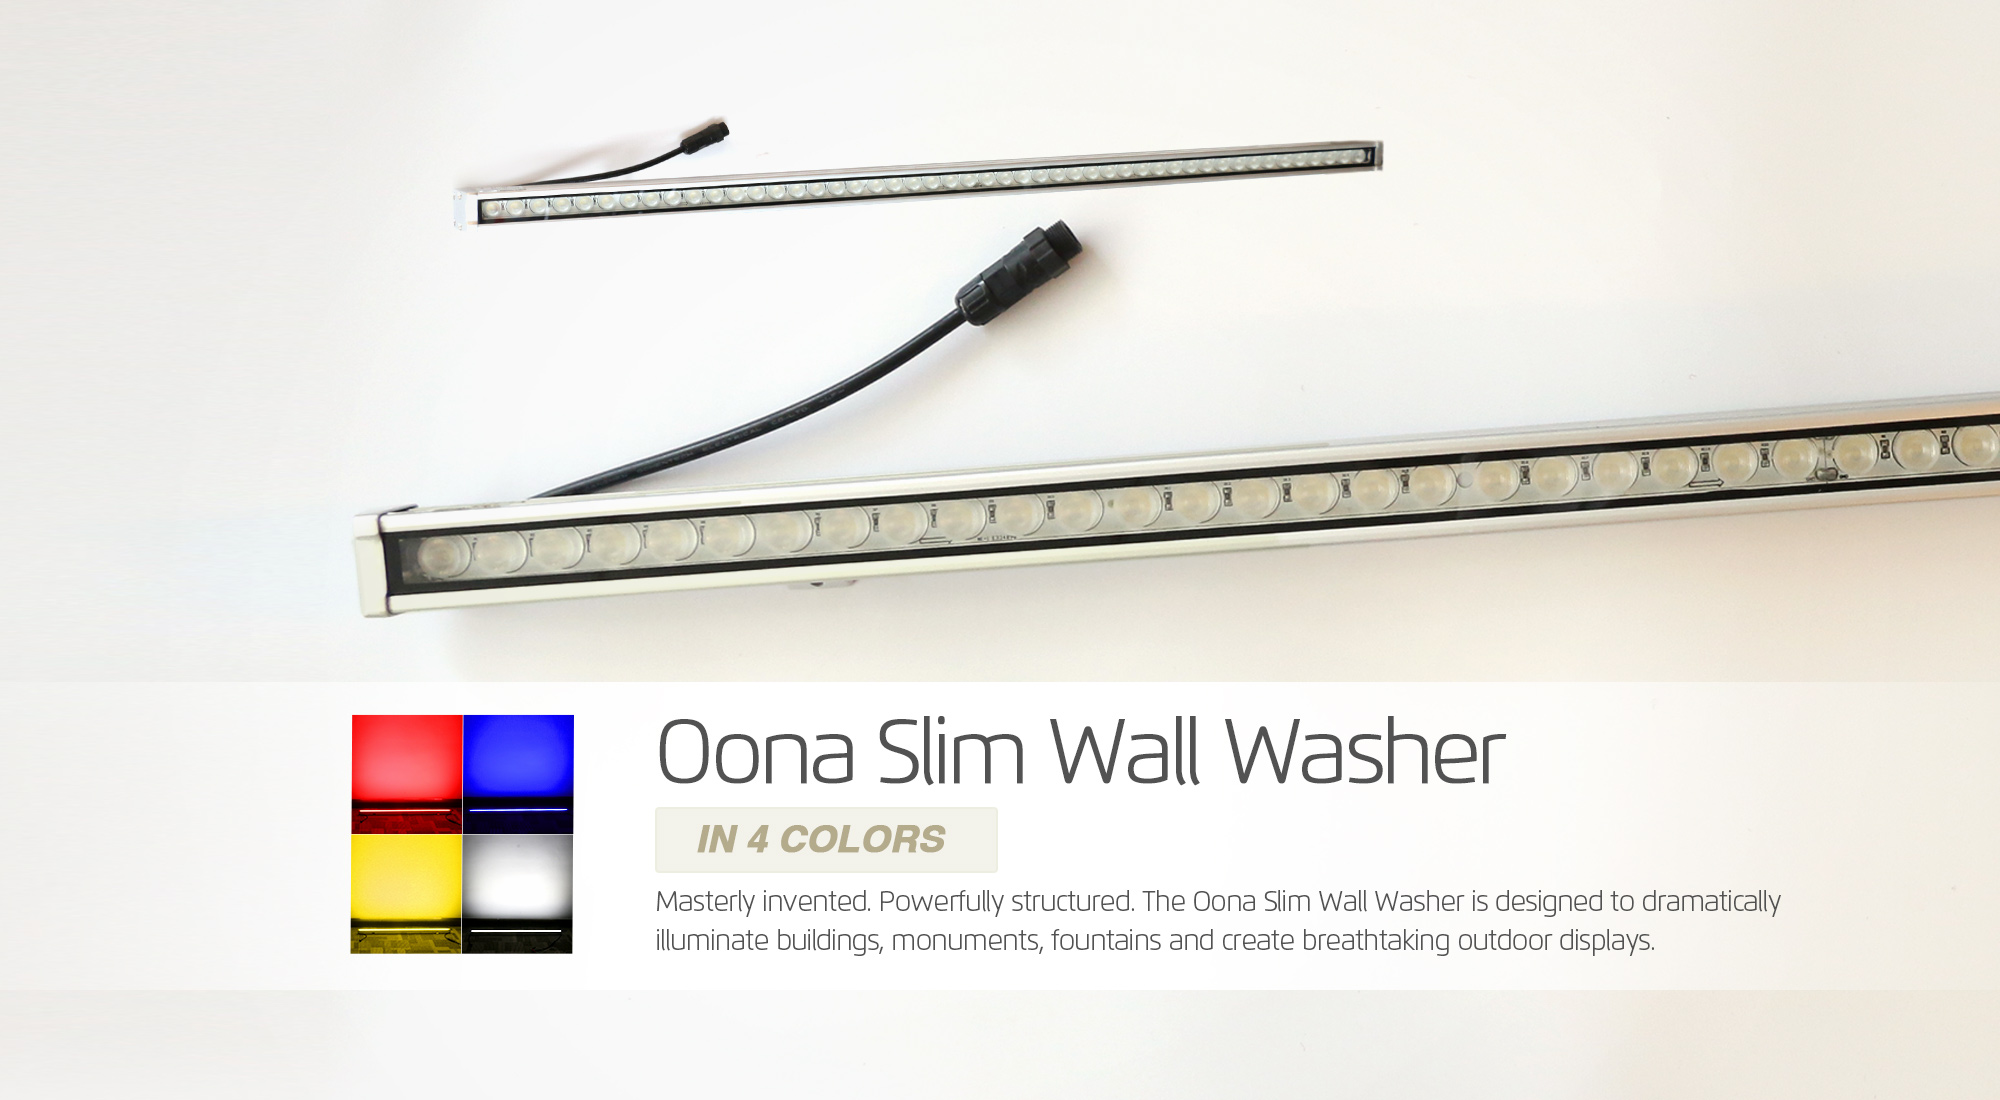 Oona Slim Wall Washer
IN 4 COLORS
Masterly invented. Powerfully structured. The Oona Slim Wall Washer is designed to dramatically
illuminate buildings, monuments, fountains and create breathtaking outdoor displays.